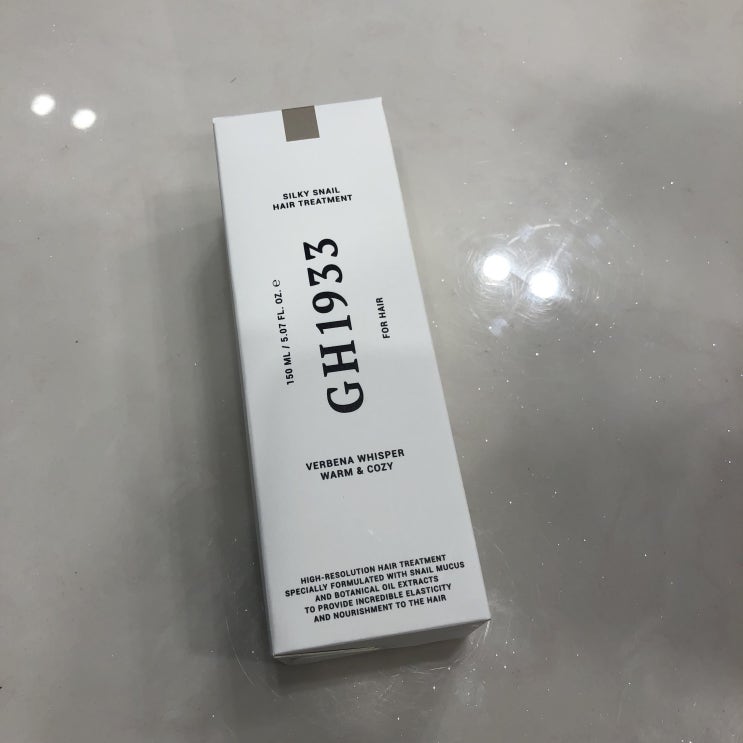 SILKY SNAIL
HAIR TREATMENT
150 ML / 5.07 FL. OZ. ℮
GH1933
FOR HAIR
VERBENA WHISPER
WARM & COZY
HIGH-RESOLUTION HAIR TREATMENT
SPECIALLY FORMULATED WITH SNAIL MUCUS
AND BOTANICAL OIL EXTRACTS
TO PROVIDE INCREDIBLE ELASTICITY
AND NOURISHMENT TO THE HAIR